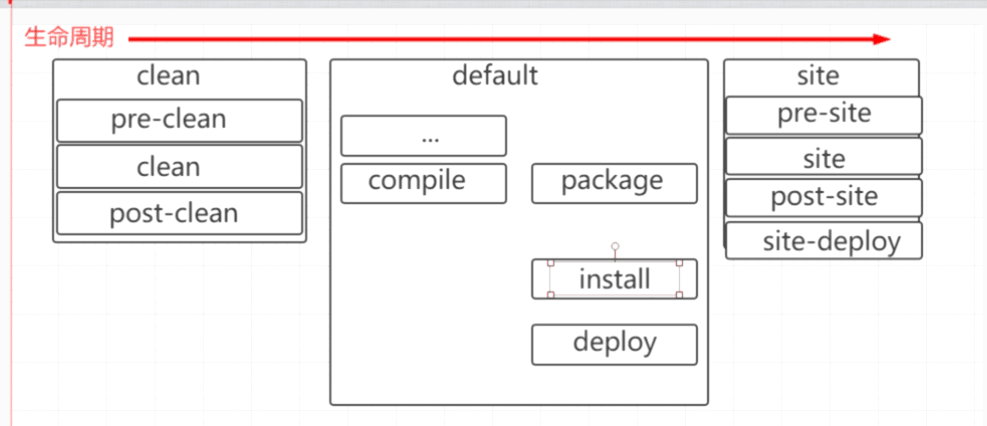 生命周期
clean
pre-clean
clean
post-clean
default
...
compile
package
install
deploy
site
pre-site
site
post-site
site-deploy